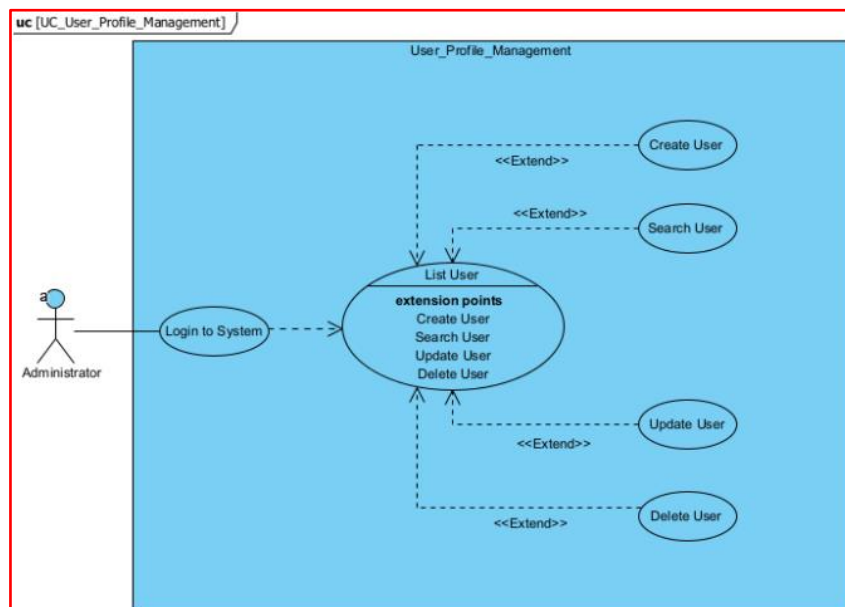 uc [UC_User_Profile_Management]
User_Profile_Management
Create User
<<Extend>>
<<Extend>>
Search User
List User
extension points
Create User
Search User
Update User
Delete User
a
Login to System
Administrator
Update User
<<Extend>>
Delete User
<<Extend>>